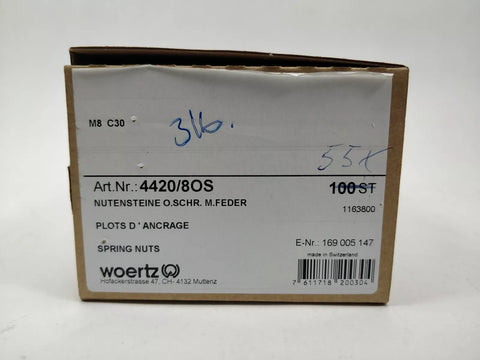 M8 C30
316.
55x
Art.Nr.: 4420/8OS
100 ST
NUTENSTEINE O.SCHR. M.FEDER
1163800
PLOTS D'ANCRAGE
SPRING NUTS
E-Nr.: 169 005 147
made in Switzerland
woertz
Hofackerstrasse 47, CH- 4132 Muttenz
7 611718 200304